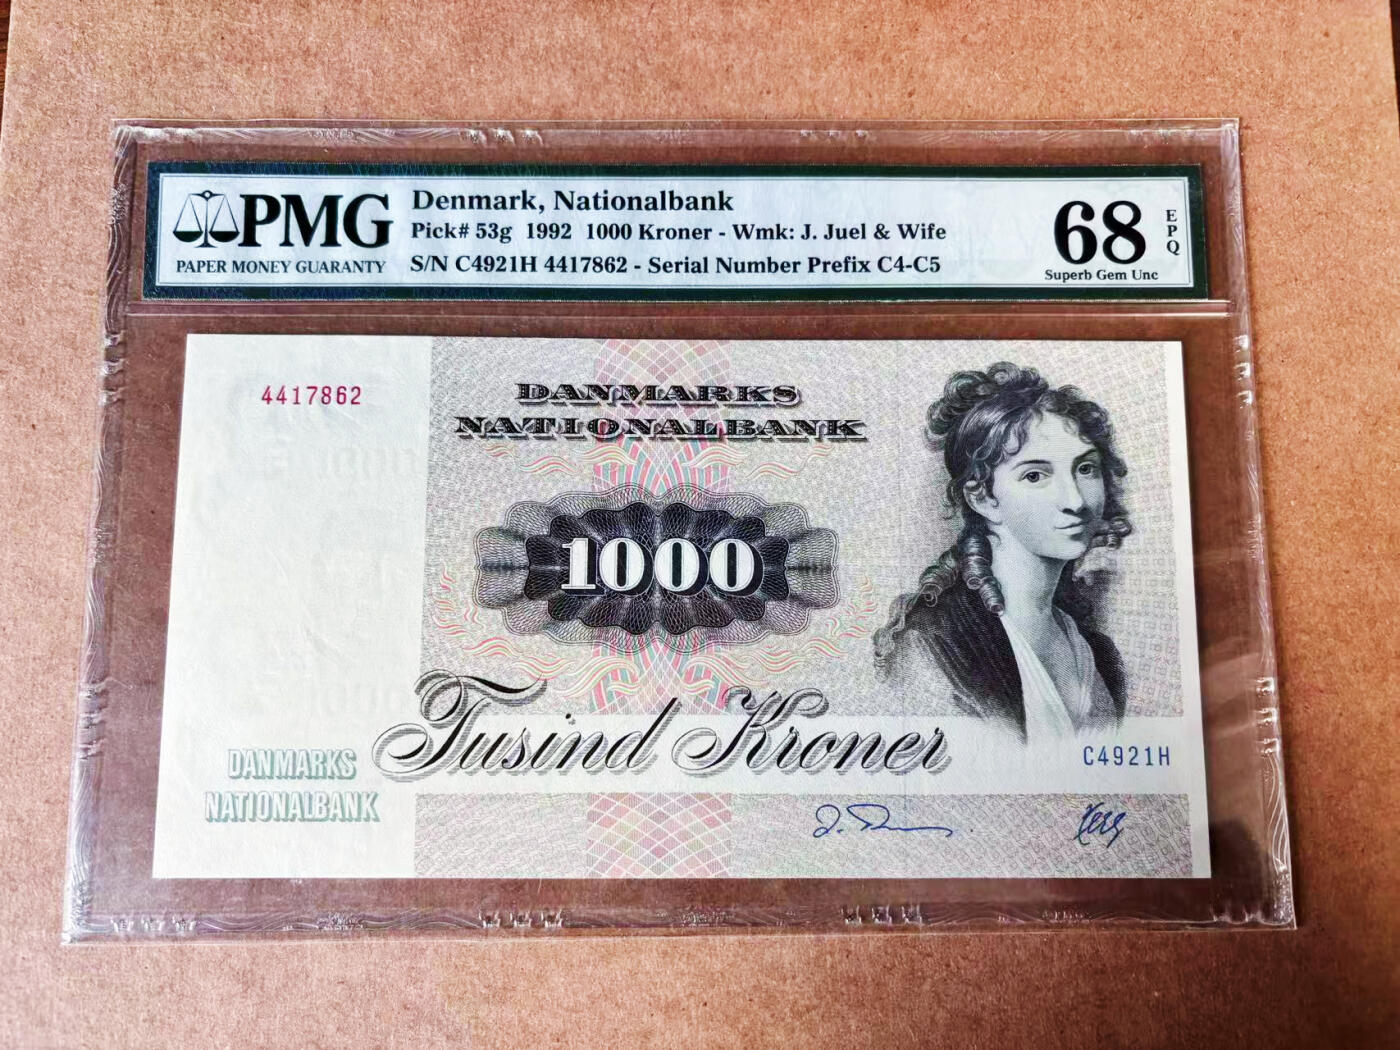 PMG
PAPER MONEY GUARANTY
Denmark, Nationalbank
Pick# 53g 1992 1000 Kroner - Wmk: J. Juel & Wife
S/N C4921H 4417862 - Serial Number Prefix C4-C5
68
Superb Gem Unc
EPQ
4417862
DANMARKS
NATIONALBANK
1000
Tusind Kroner
DANMARKS
NATIONALBANK
C4921H